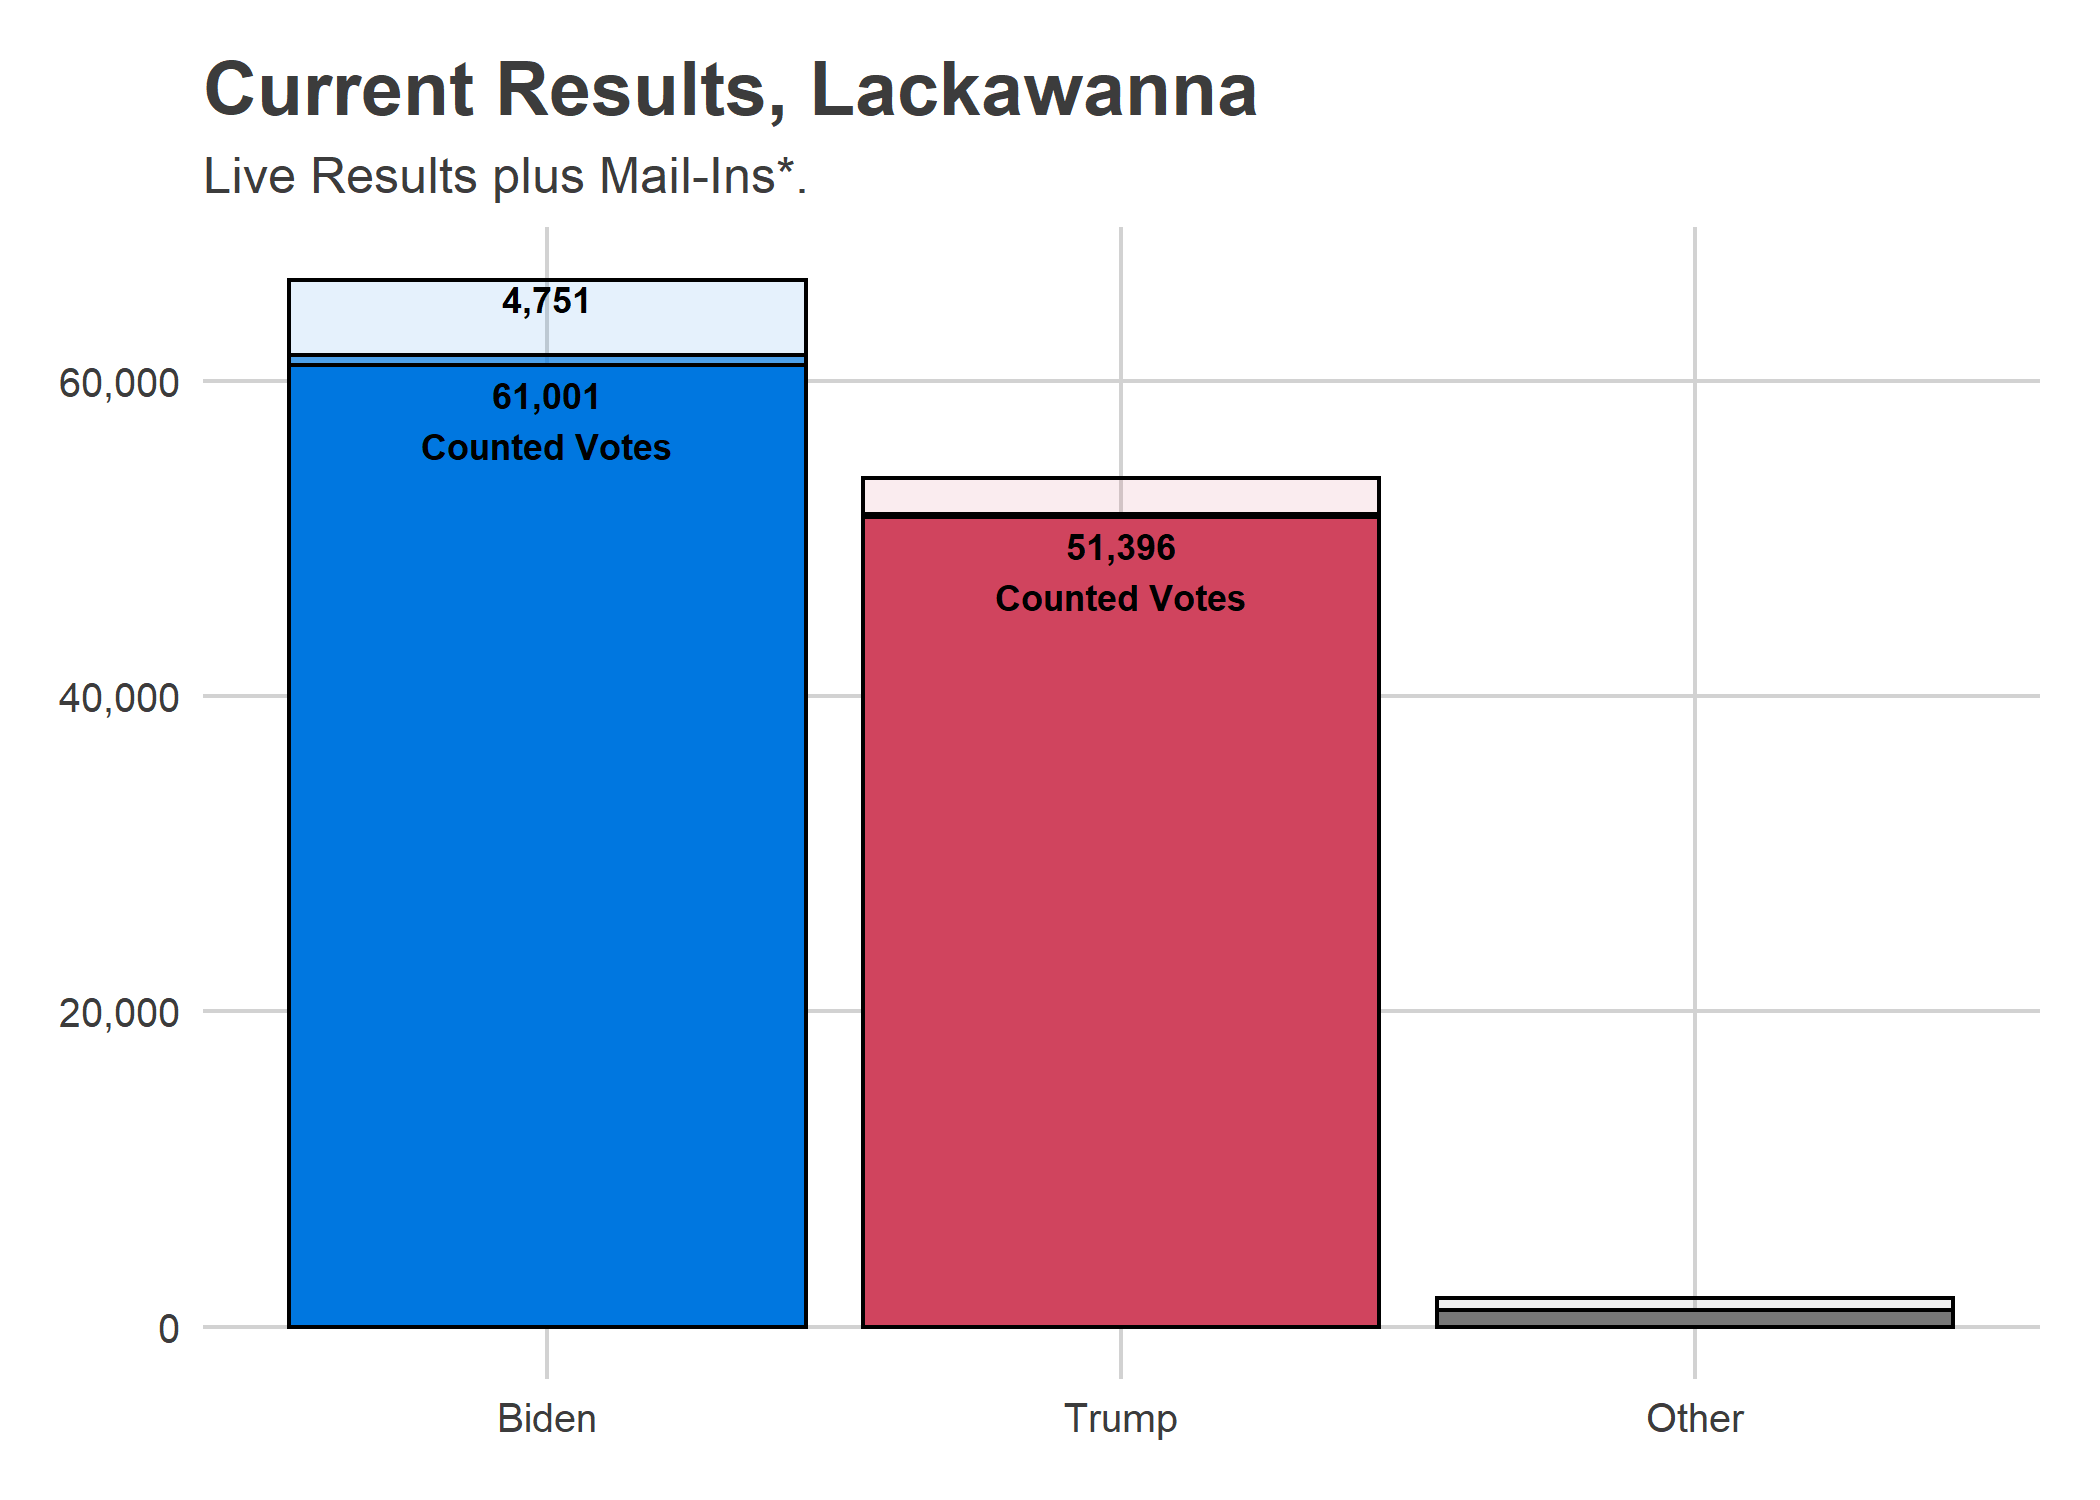 Current Results, Lackawanna
Live Results plus Mail-Ins*.
4,751
61,001
Counted Votes
51,396
Counted Votes
60,000
40,000
20,000
0
Biden
Trump
Other